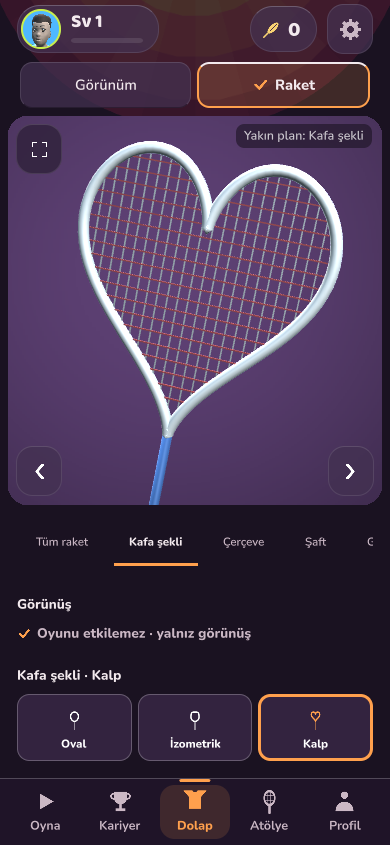 Sv 1
0
Görünüm
Raket
Yakın plan: Kafa şekli
Tüm raket
Kafa şekli
Çerçeve
Şaft
G
Görünüş
Oyunu etkilemez · yalnız görünüş
Kafa şekli · Kalp
Oval
İzometrik
Kalp
Oyna
Kariyer
Dolap
Atölye
Profil